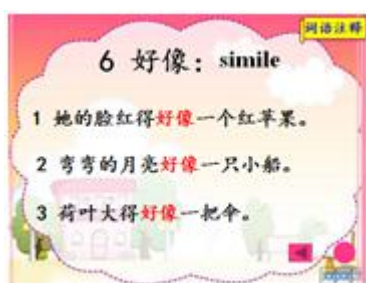 词语注释
6 好像：simile
1 她的脸红得好像一个红苹果。
2 弯弯的月亮好像一只小船。
3 荷叶大得好像一把伞。